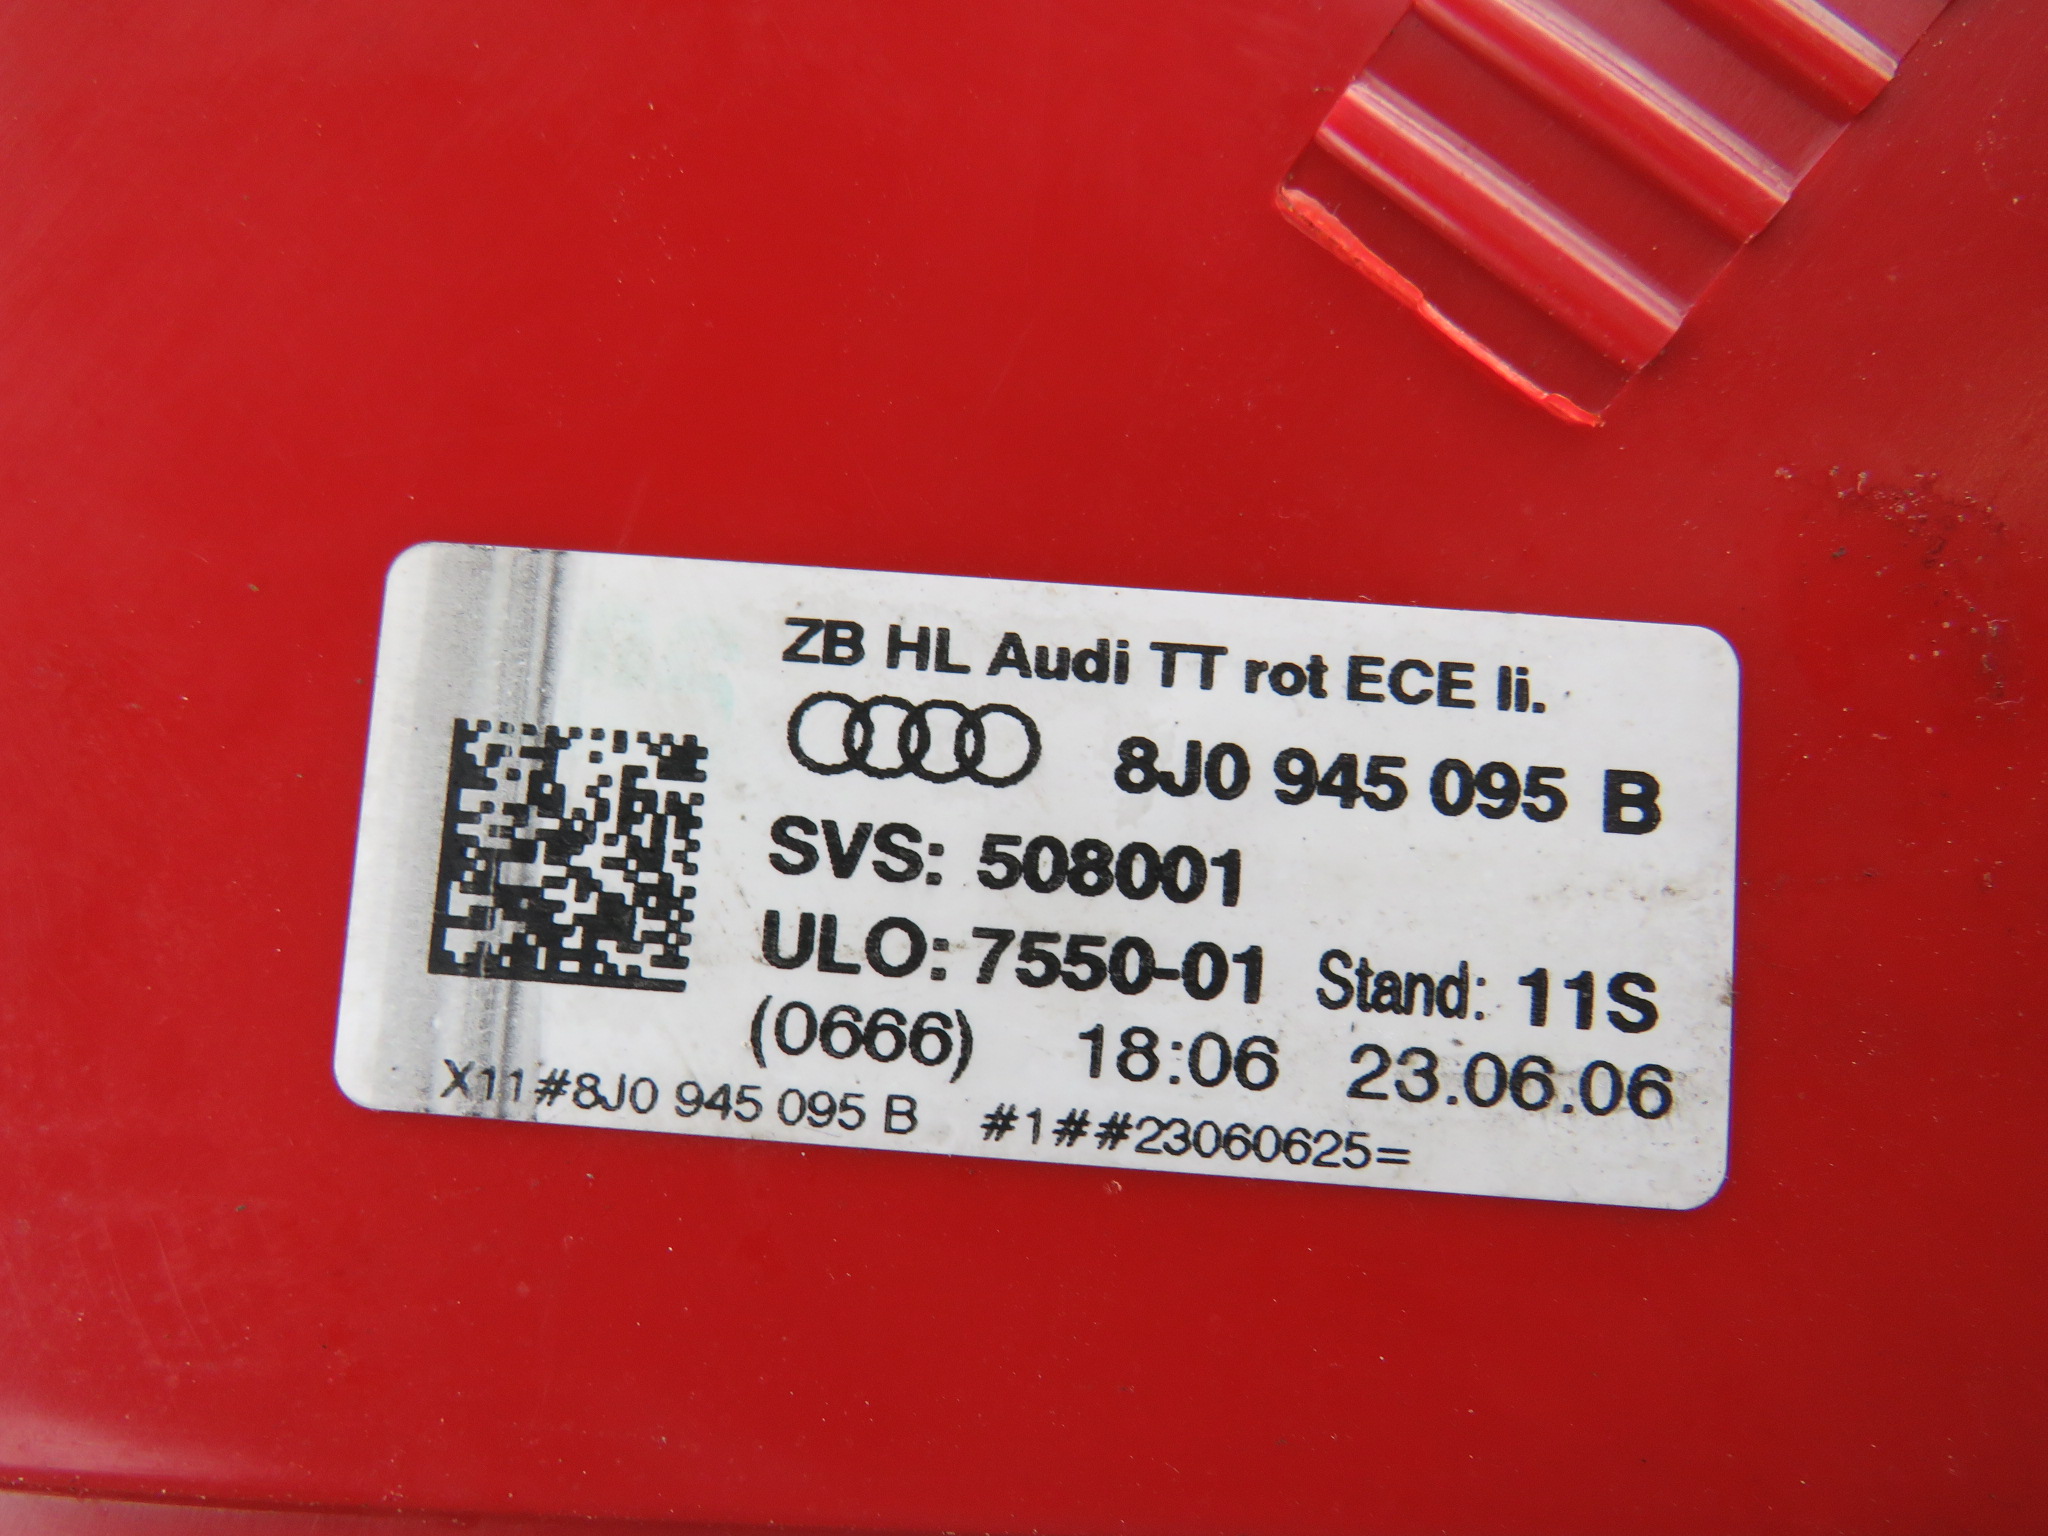 ZB HL Audi TT rot ECE li.
8J0 945 095 B
SVS: 508001
ULO: 7550-01 Stand: 11S
(0666) 18:06 23.06.06
X11#8J0 945 095 B #1##23060625=